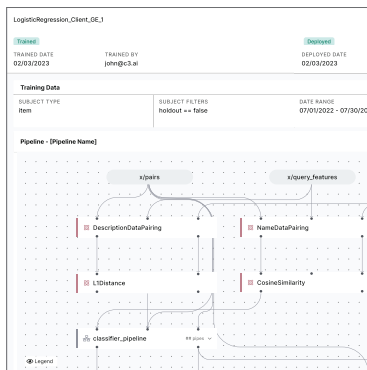 LogisticRegression_Client_GE_1
Trained
Deployed
TRAINED DATE
TRAINED BY
DEPLOYED DATE
02/03/2023
john@c3.ai
02/03/2023
Training Data
SUBJECT TYPE
SUBJECT FILTERS
DATE RANGE
Item
holdout == false
07/01/2022 - 07/30/20
Pipeline - [Pipeline Name]
x/pairs
x/query_features
DescriptionDataPairing
NameDataPairing
L1Distance
CosineSimilarity
classifier_pipeline
Legend